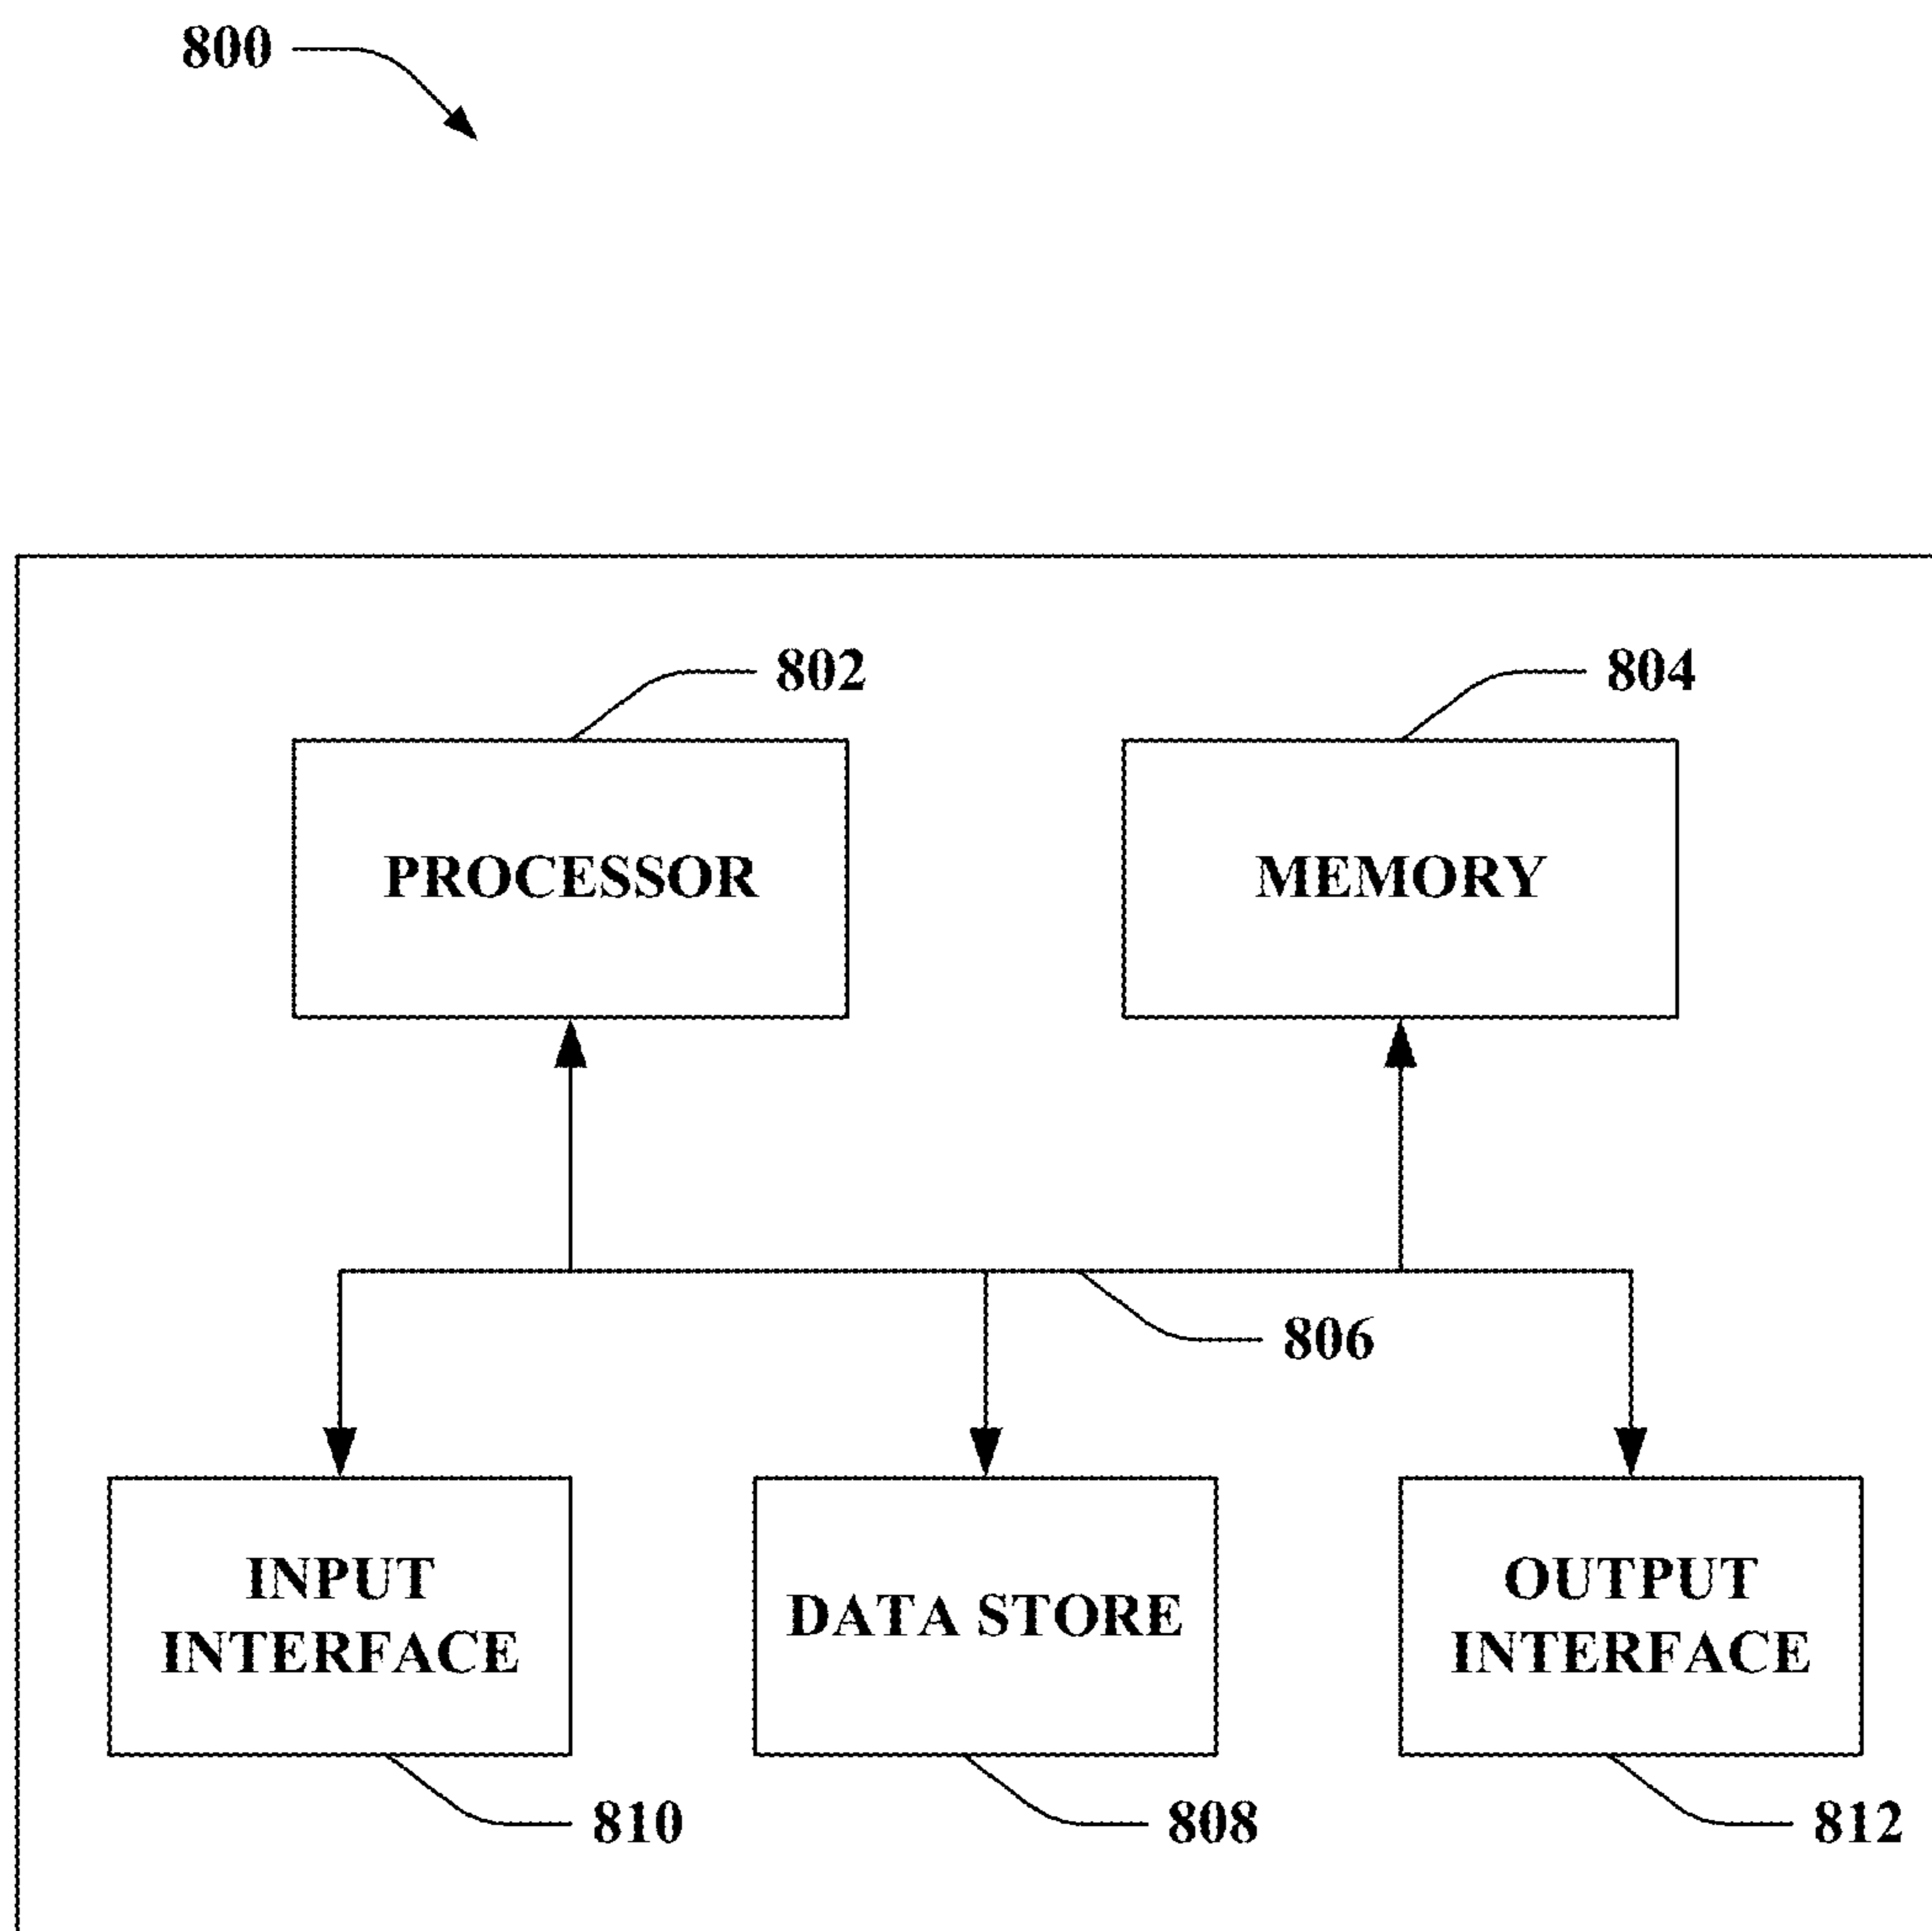 800
802
804
PROCESSOR
MEMORY
806
INPUT
INTERFACE
DATA STORE
OUTPUT
INTERFACE
810
808
812